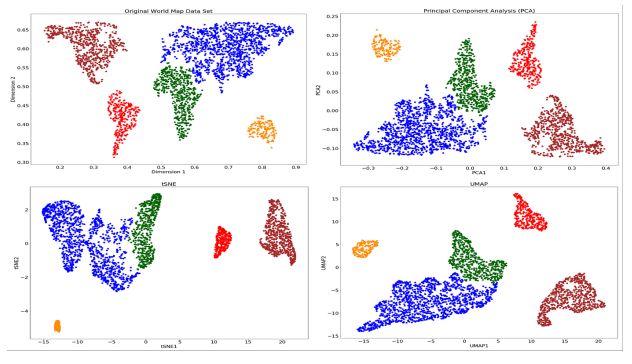 Original World Map Data Set
Dimension 2
0.65
0.60
0.55
0.50
0.45
0.40
0.35
0.30
0.2 0.3 0.4 0.5 0.6 0.7 0.8 0.9
Dimension 1
Principal Component Analysis (PCA)
PCA2
0.25
0.20
0.15
0.10
0.05
0.00
−0.05
−0.10
−0.3 −0.2 −0.1 0.0 0.1 0.2 0.3 0.4
PCA1
tSNE
tSNE2
2
0
−2
−4
−15 −10 −5 0 5 10 15 20
tSNE1
UMAP
UMAP2
15
10
5
0
−5
−10
−15
−15 −10 −5 0 5 10 15 20
UMAP1